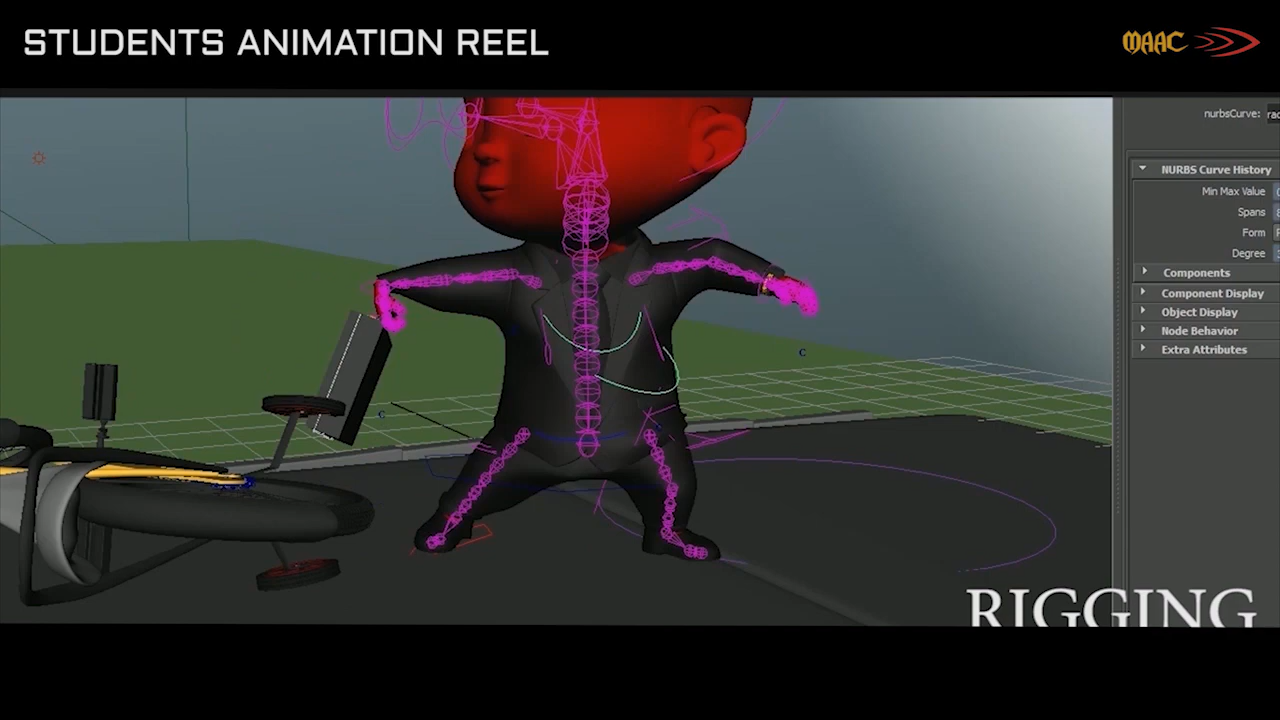 STUDENTS ANIMATION REEL
MAAC
nurbsCurve:
NURBS Curve History
Min Max Value
Spans
Form
Degree
Components
Component Display
Object Display
Node Behavior
Extra Attributes
RIGGING